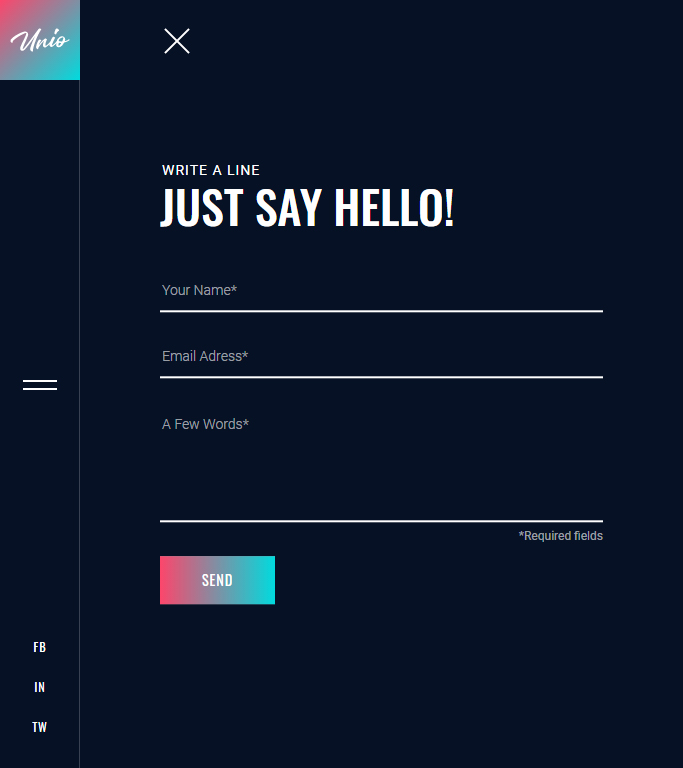 Unio
WRITE A LINE
JUST SAY HELLO!
Your Name*
Email Adress*
A Few Words*
*Required fields
SEND
FB
IN
TW